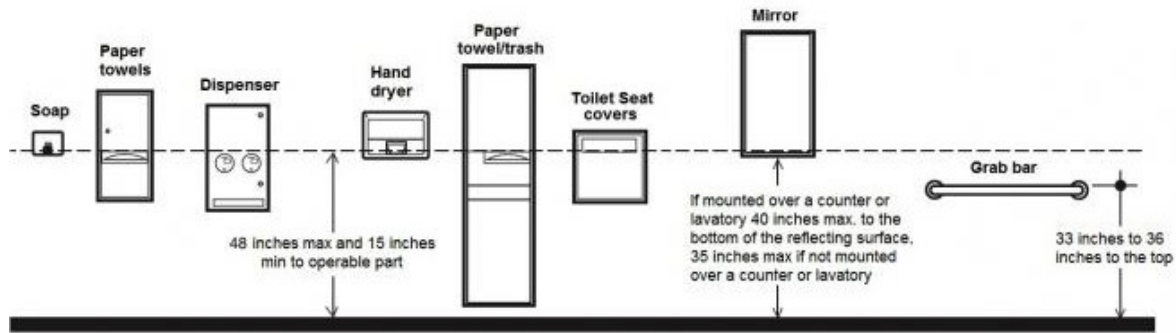 Soap
Paper
towels
Dispenser
Hand
dryer
Paper
towel/trash
Toilet Seat
covers
Mirror
Grab bar
48 inches max and 15 inches
min to operable part
If mounted over a counter or
lavatory 40 inches max. to the
bottom of the reflecting surface,
35 inches max if not mounted
over a counter or lavatory
33 inches to 36
inches to the top